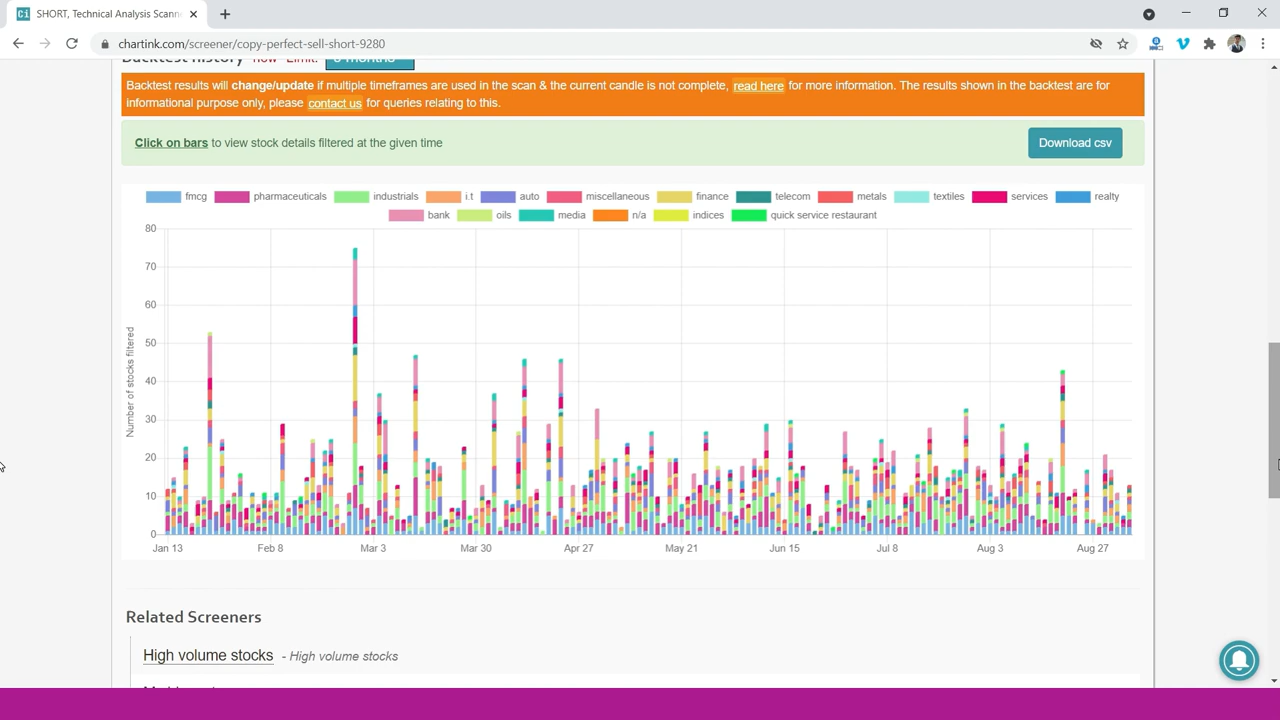 SHORT, Technical Analysis Scann
chartink.com/screener/copy-perfect-sell-short-9280
Backtest results will change/update if multiple timeframes are used in the scan & the current candle is not complete, read here for more information. The results shown in the backtest are for
informational purpose only, please contact us for queries relating to this.
Click on bars to view stock details filtered at the given time
Download csv
fmcg pharmaceuticals industrials i.t auto miscellaneous finance telecom metals textiles services realty
bank oils media n/a indices quick service restaurant
Number of stocks filtered
80
70
60
50
40
30
20
10
0
Jan 13 Feb 8 Mar 3 Mar 30 Apr 27 May 21 Jun 15 Jul 8 Aug 3 Aug 27
Related Screeners
High volume stocks - High volume stocks